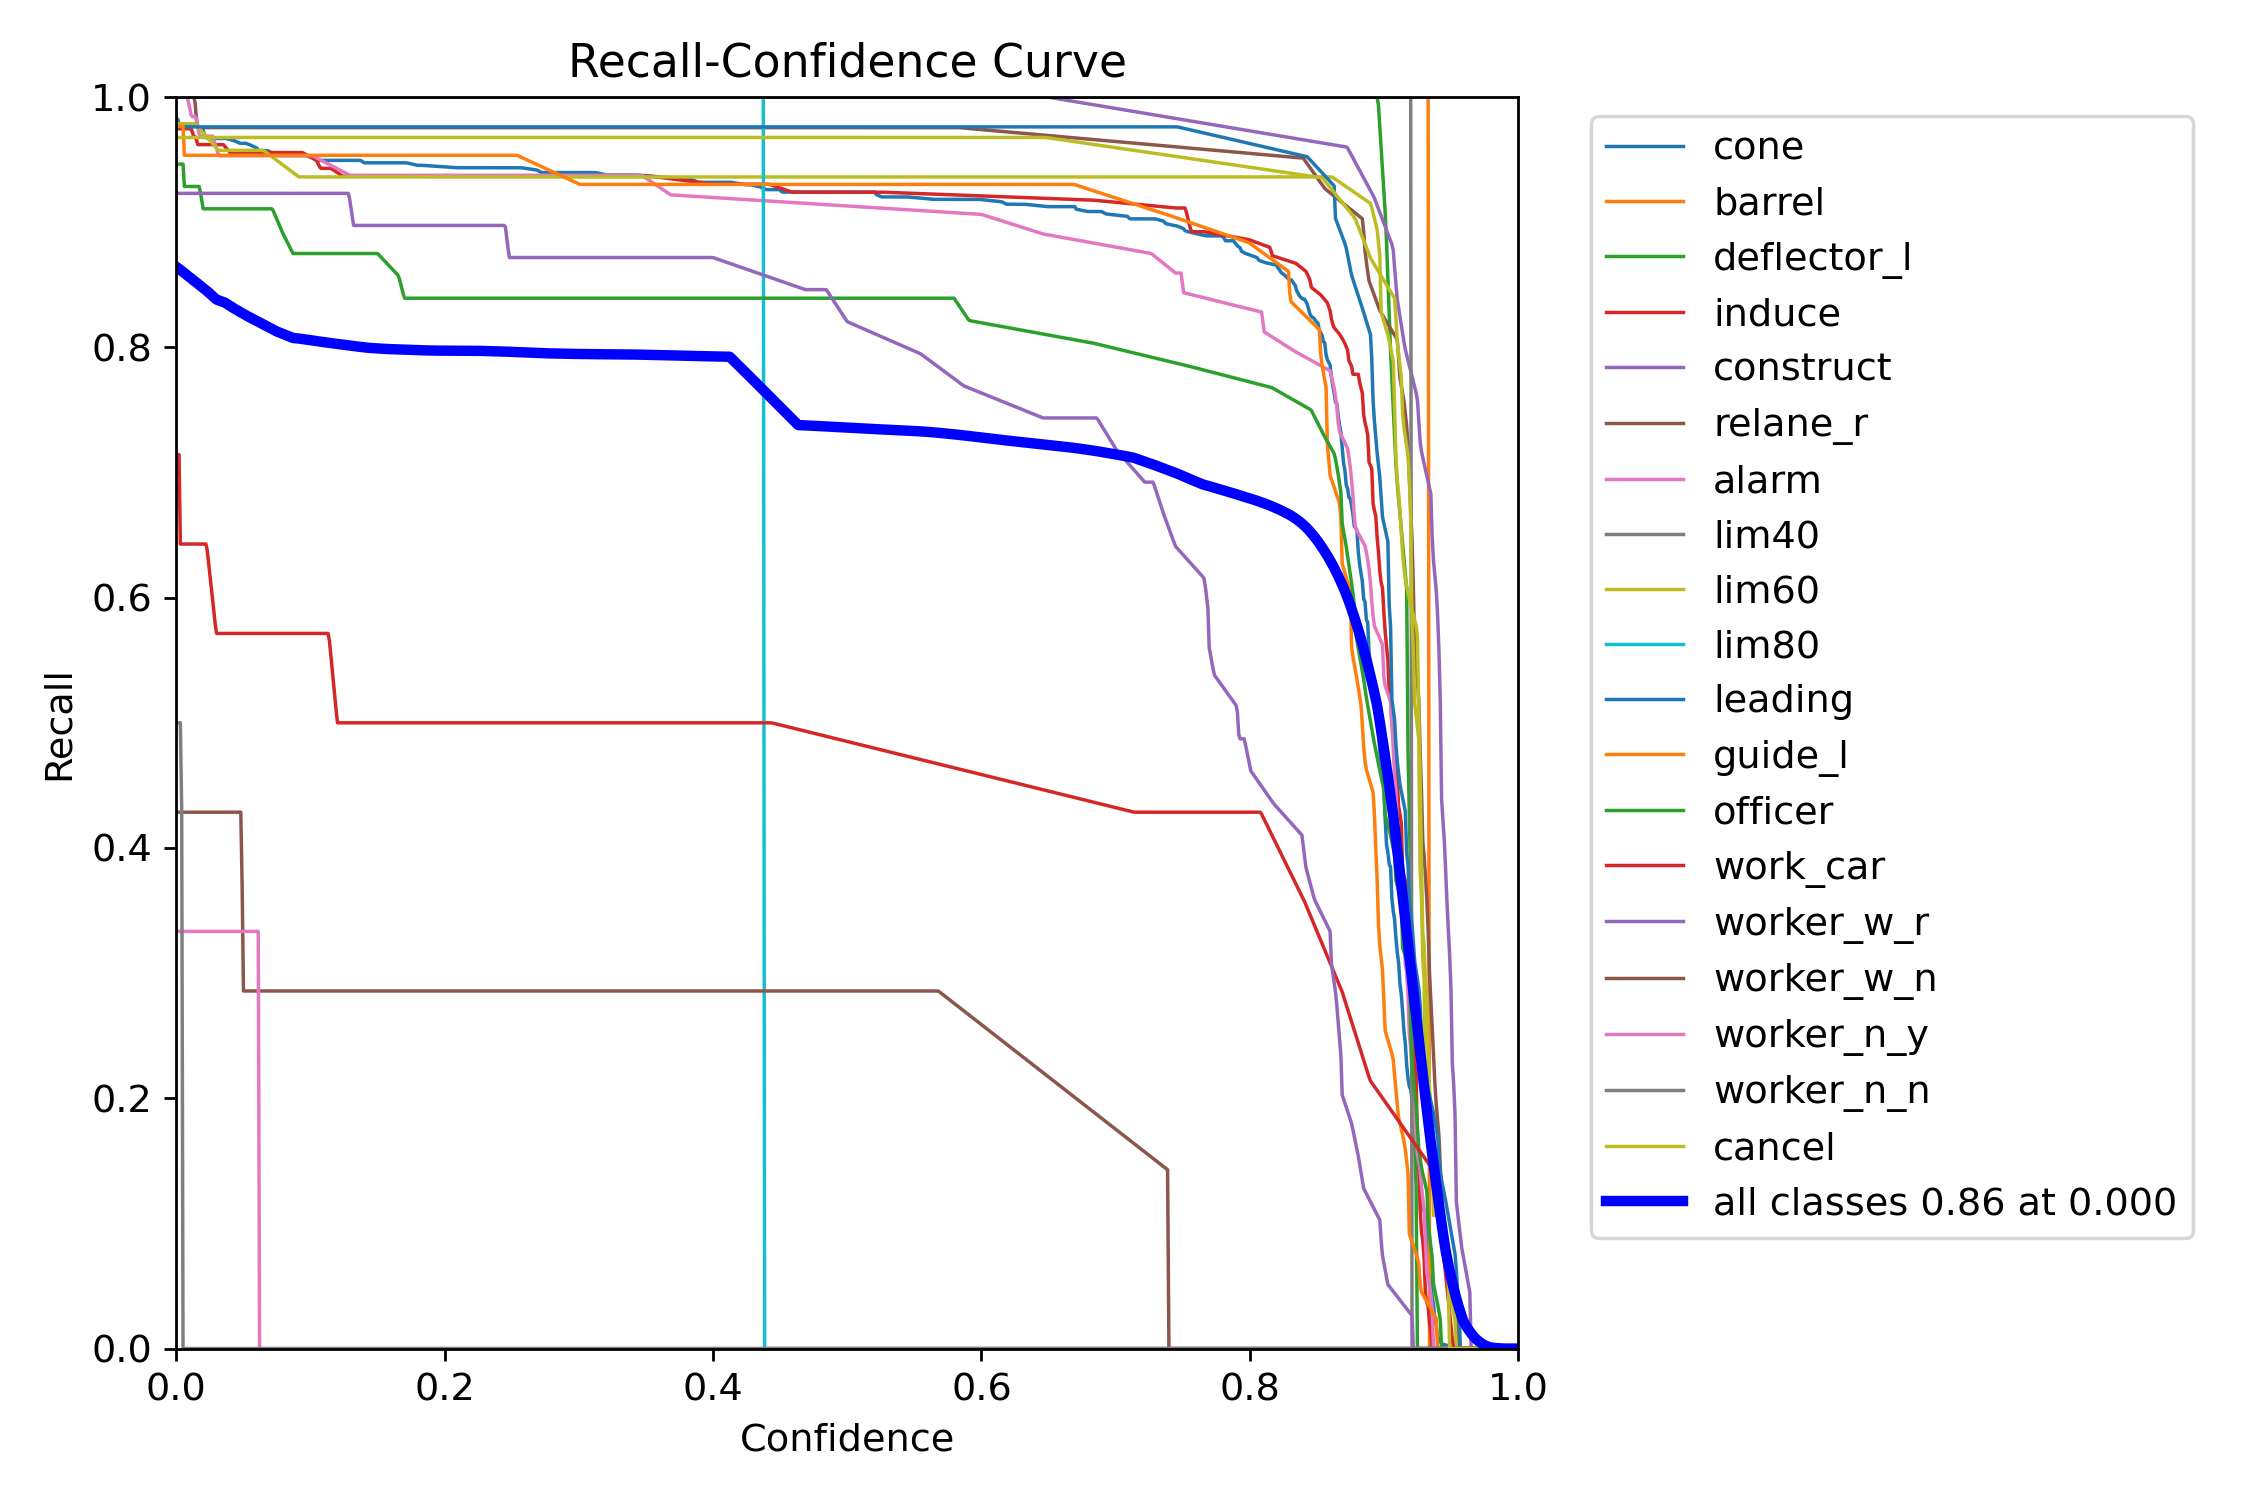 Recall-Confidence Curve
1.0
0.8
0.6
0.4
0.2
0.0
Recall
0.0 0.2 0.4 0.6 0.8 1.0
Confidence
cone
barrel
deflector_l
induce
construct
relane_r
alarm
lim40
lim60
lim80
leading
guide_l
officer
work_car
worker_w_r
worker_w_n
worker_n_y
worker_n_n
cancel
all classes 0.86 at 0.000